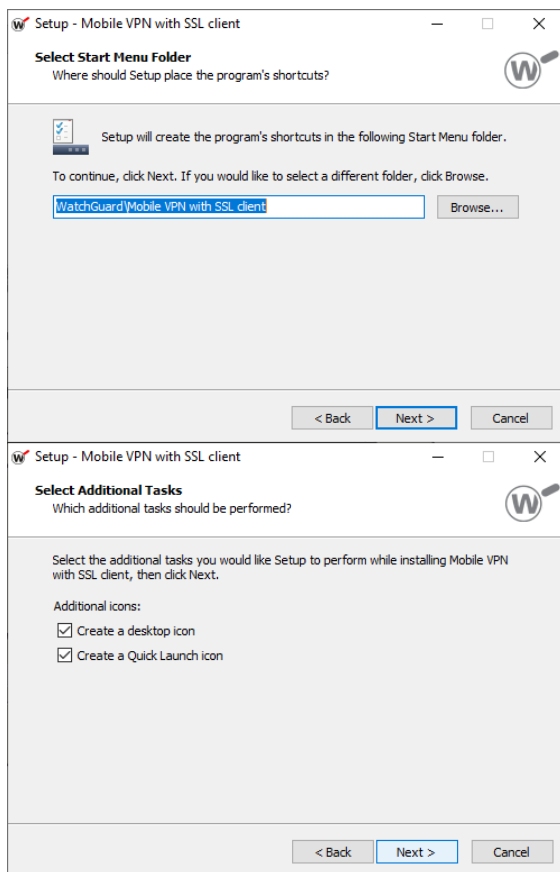 Setup - Mobile VPN with SSL client
Select Start Menu Folder
Where should Setup place the program's shortcuts?
W
Setup will create the program's shortcuts in the following Start Menu folder.
To continue, click Next. If you would like to select a different folder, click Browse.
WatchGuard\Mobile VPN with SSL client
Browse...
< Back Next > Cancel
Setup - Mobile VPN with SSL client
Select Additional Tasks
Which additional tasks should be performed?
W
Select the additional tasks you would like Setup to perform while installing Mobile VPN
with SSL client, then click Next.
Additional icons:
Create a desktop icon
Create a Quick Launch icon
< Back Next > Cancel